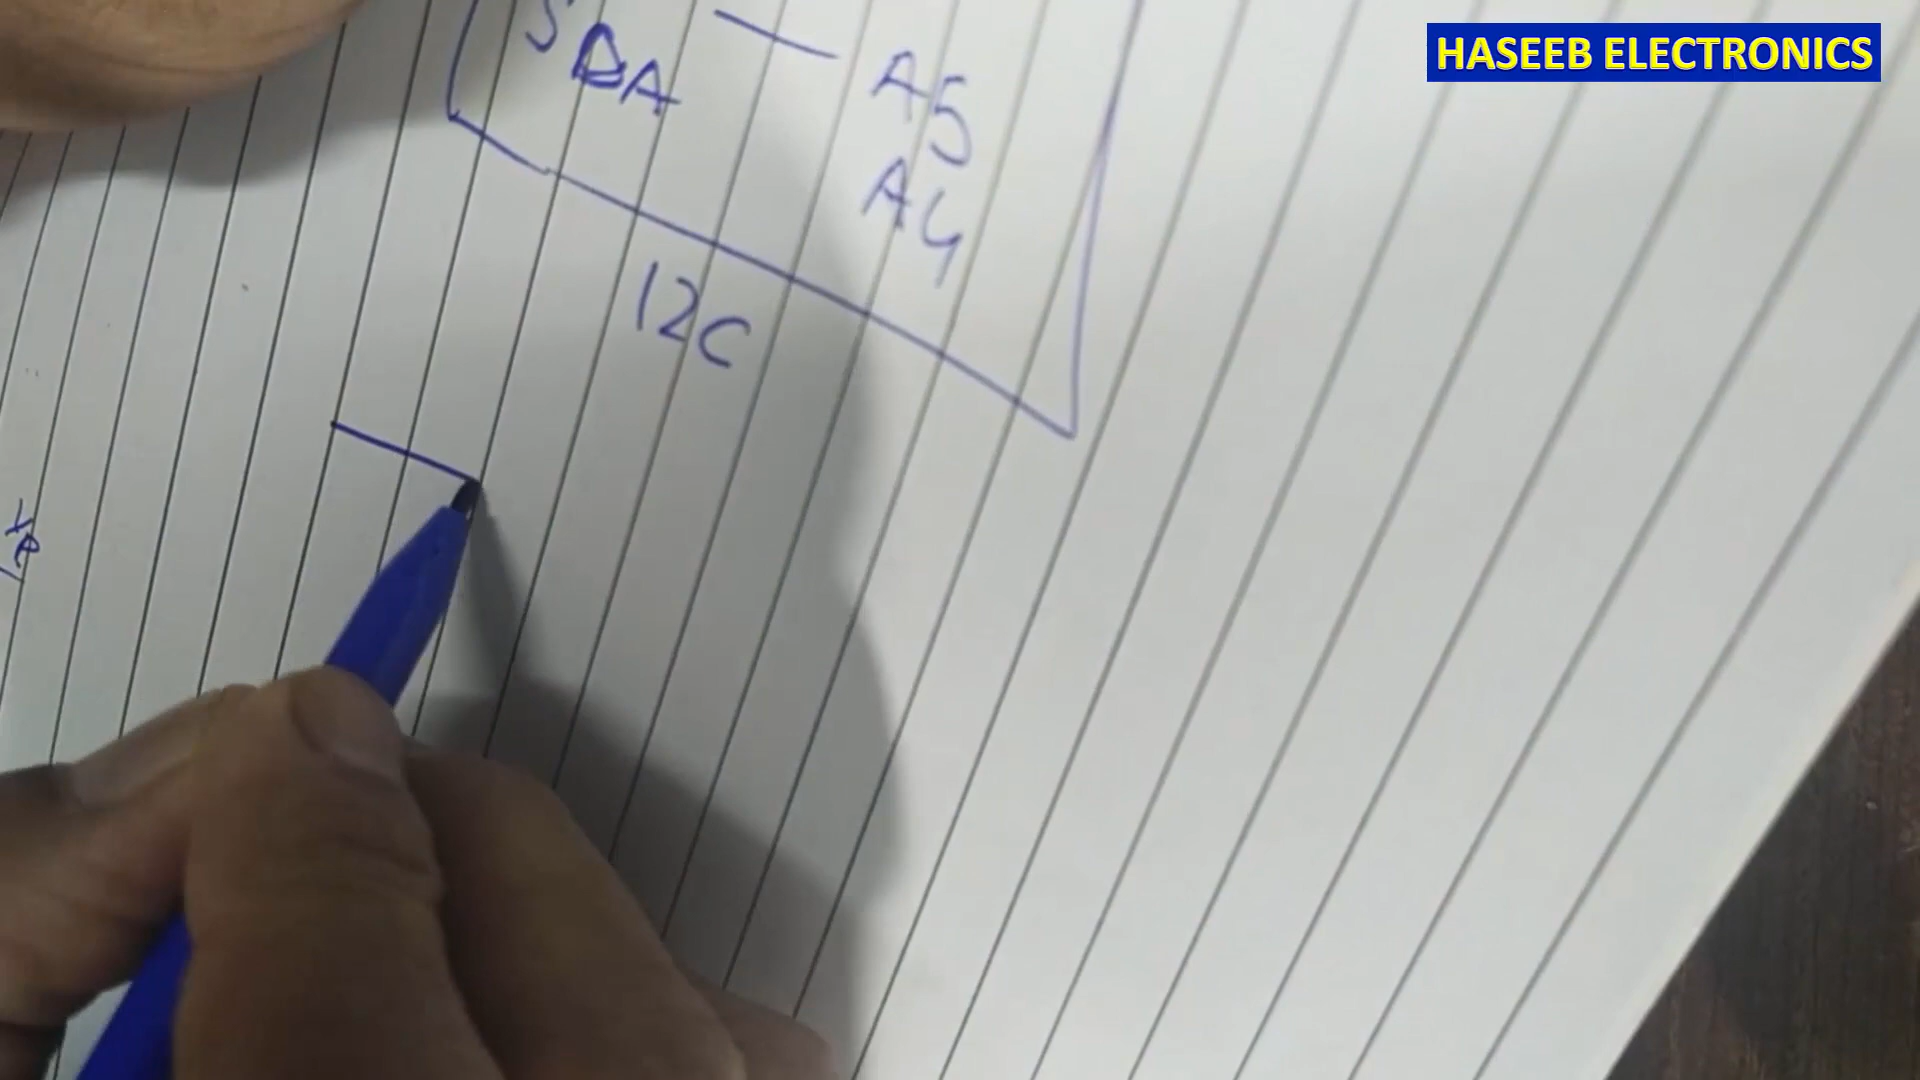 HASEEB ELECTRONICS
SDA — A5
A4
I2C